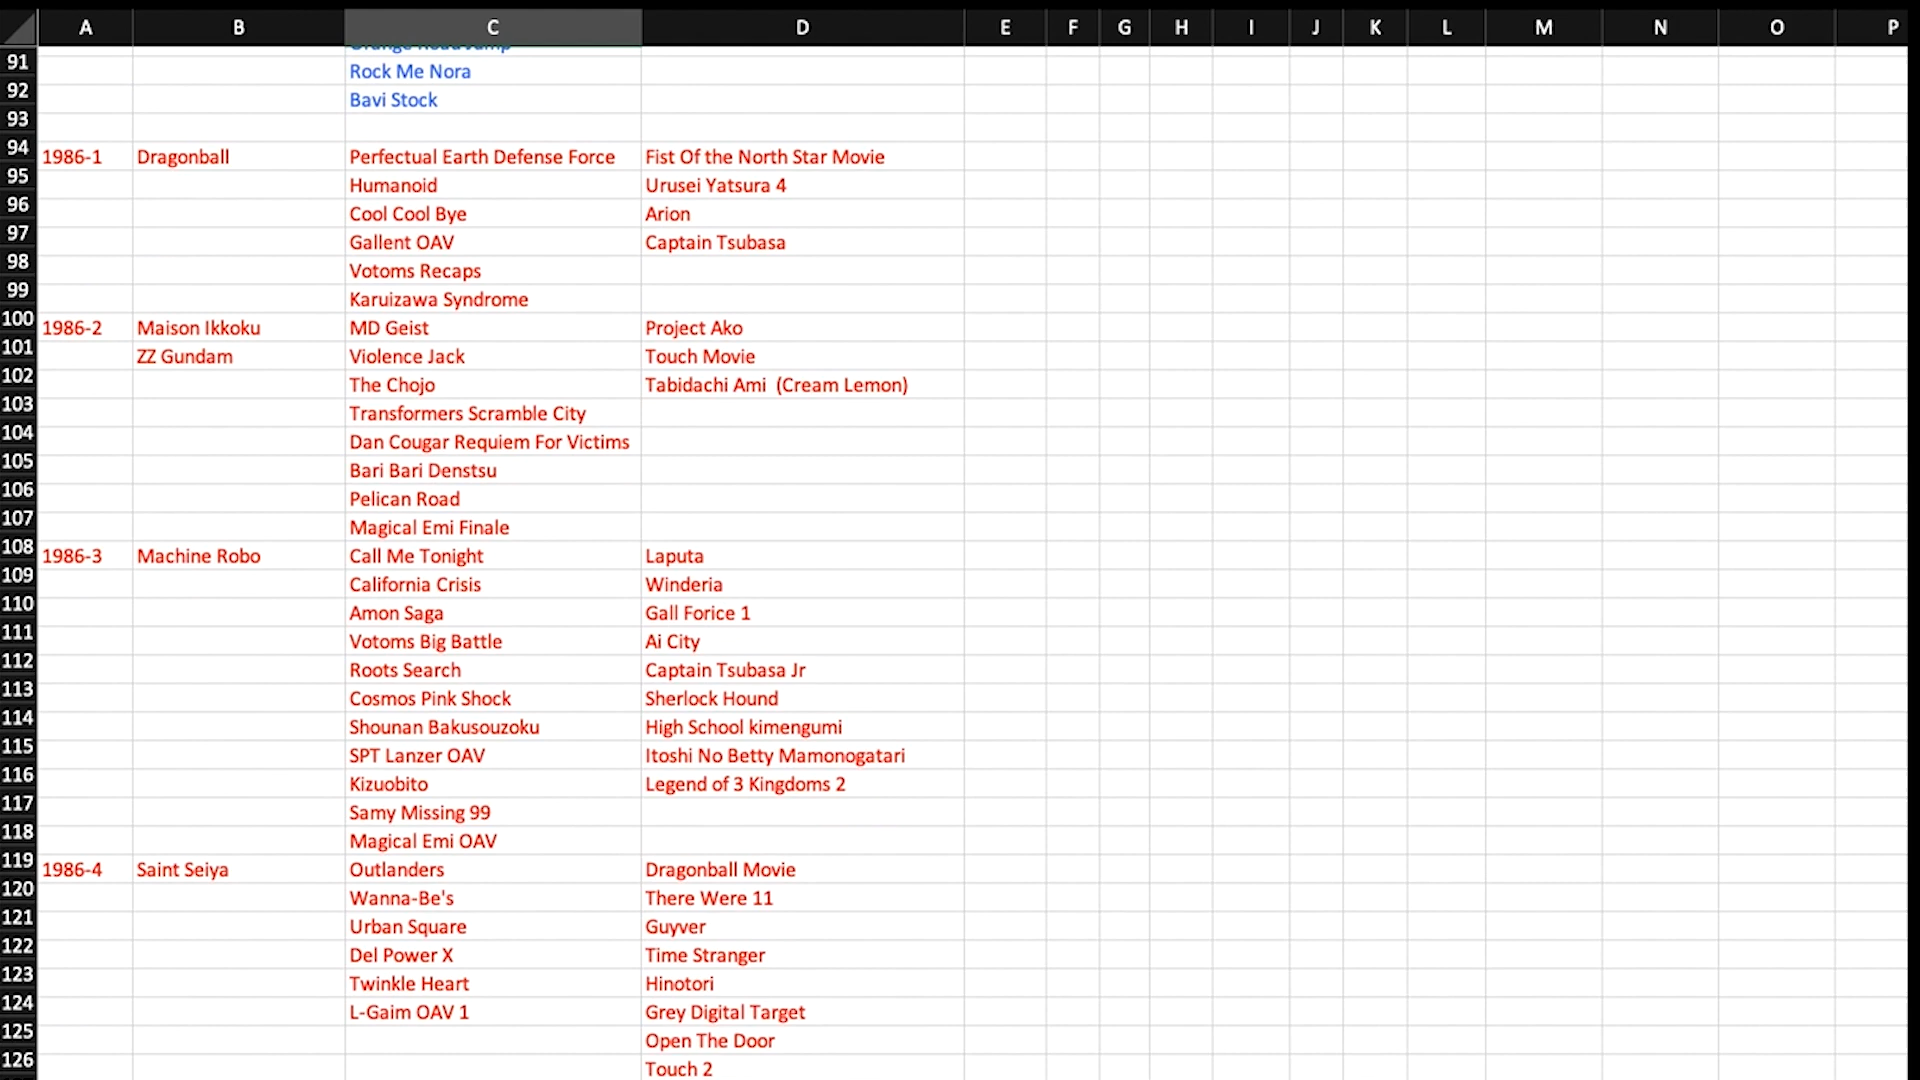 A B C D E F G H I J K L M N O P
Orange Road Jump
91 Rock Me Nora
92 Bavi Stock
93
94 1986-1 Dragonball Perfectual Earth Defense Force Fist Of the North Star Movie
95 Humanoid Urusei Yatsura 4
96 Cool Cool Bye Arion
97 Gallent OAV Captain Tsubasa
98 Votoms Recaps
99 Karuizawa Syndrome
100 1986-2 Maison Ikkoku MD Geist Project Ako
101 ZZ Gundam Violence Jack Touch Movie
102 The Chojo Tabidachi Ami (Cream Lemon)
103 Transformers Scramble City
104 Dan Cougar Requiem For Victims
105 Bari Bari Denstsu
106 Pelican Road
107 Magical Emi Finale
108 1986-3 Machine Robo Call Me Tonight Laputa
109 California Crisis Winderia
110 Amon Saga Gall Forice 1
111 Votoms Big Battle Ai City
112 Roots Search Captain Tsubasa Jr
113 Cosmos Pink Shock Sherlock Hound
114 Shounan Bakusouzoku High School kimengumi
115 SPT Lanzer OAV Itoshi No Betty Mamonogatari
116 Kizuobito Legend of 3 Kingdoms 2
117 Samy Missing 99
118 Magical Emi OAV
119 1986-4 Saint Seiya Outlanders Dragonball Movie
120 Wanna-Be's There Were 11
121 Urban Square Guyver
122 Del Power X Time Stranger
123 Twinkle Heart Hinotori
124 L-Gaim OAV 1 Grey Digital Target
125 Open The Door
126 Touch 2